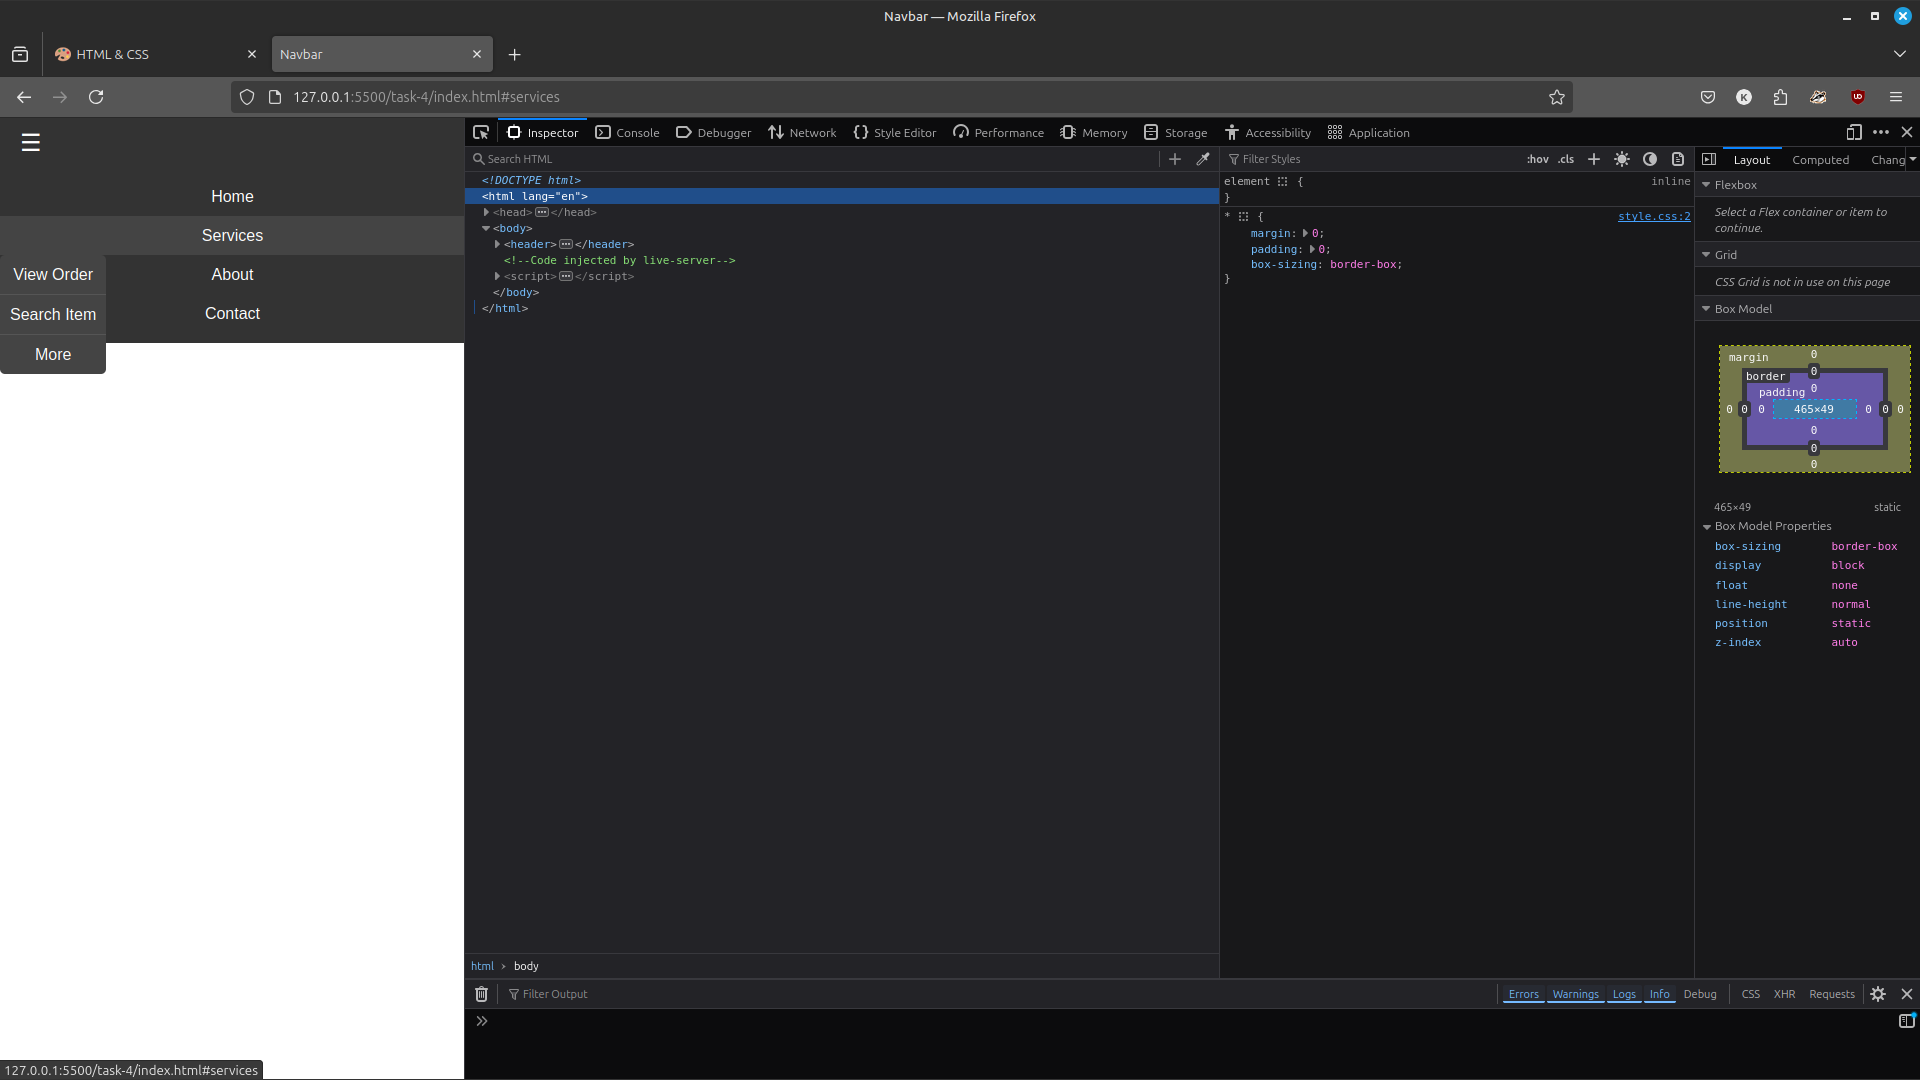 Navbar — Mozilla Firefox
HTML & CSS
Navbar
127.0.0.1:5500/task-4/index.html#services
K
UD
Inspector
Console
Debugger
Network
Style Editor
Performance
Memory
Storage
Accessibility
Application
Home
Services
View Order
About
Search Item
Contact
More
Search HTML
<!DOCTYPE html>
<html lang="en">
<head> ••• </head>
<body>
<header> ••• </header>
<!--Code injected by live-server-->
<script> ••• </script>
</body>
</html>
html › body
Filter Styles
:hov .cls
element {
inline
}
* {
style.css:2
margin: 0;
padding: 0;
box-sizing: border-box;
}
Layout
Computed
Chang
Flexbox
Select a Flex container or item to
continue.
Grid
CSS Grid is not in use on this page
Box Model
margin 0
border 0
padding 0
0 0 0 465×49 0 0 0
0
0
0
465×49 static
Box Model Properties
box-sizing border-box
display block
float none
line-height normal
position static
z-index auto
Filter Output
Errors Warnings Logs Info Debug CSS XHR Requests
127.0.0.1:5500/task-4/index.html#services